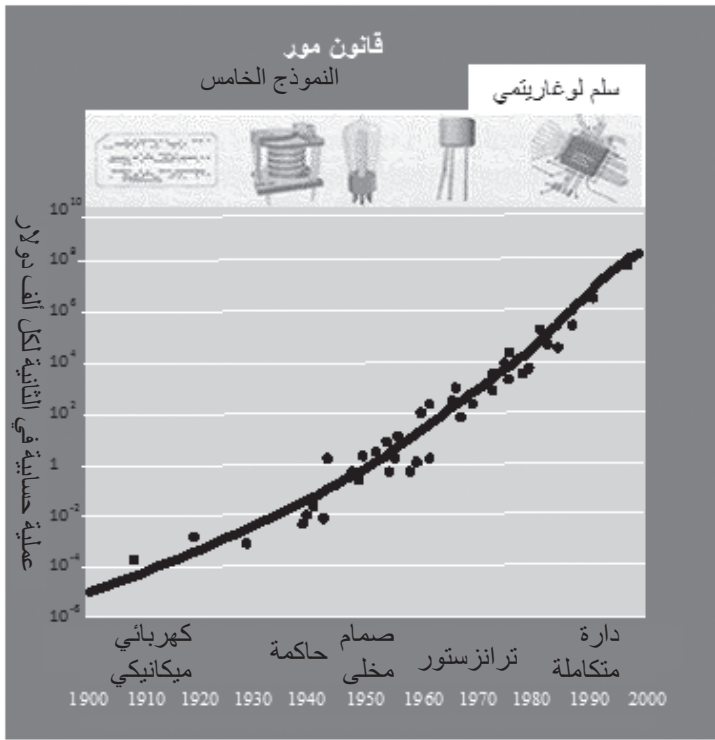 قانون مور
النموذج الخامس
سلم لوغاريتمي
عملية حسابية في الثانية لكل ألف دولار
10¹⁰
10⁸
10⁶
10⁴
10²
1
10⁻²
10⁻⁴
10⁻⁶
كهربائي
ميكانيكي
حاكمة
صمام
مخلى
ترانزستور
دارة
متكاملة
1900 1910 1920 1930 1940 1950 1960 1970 1980 1990 2000